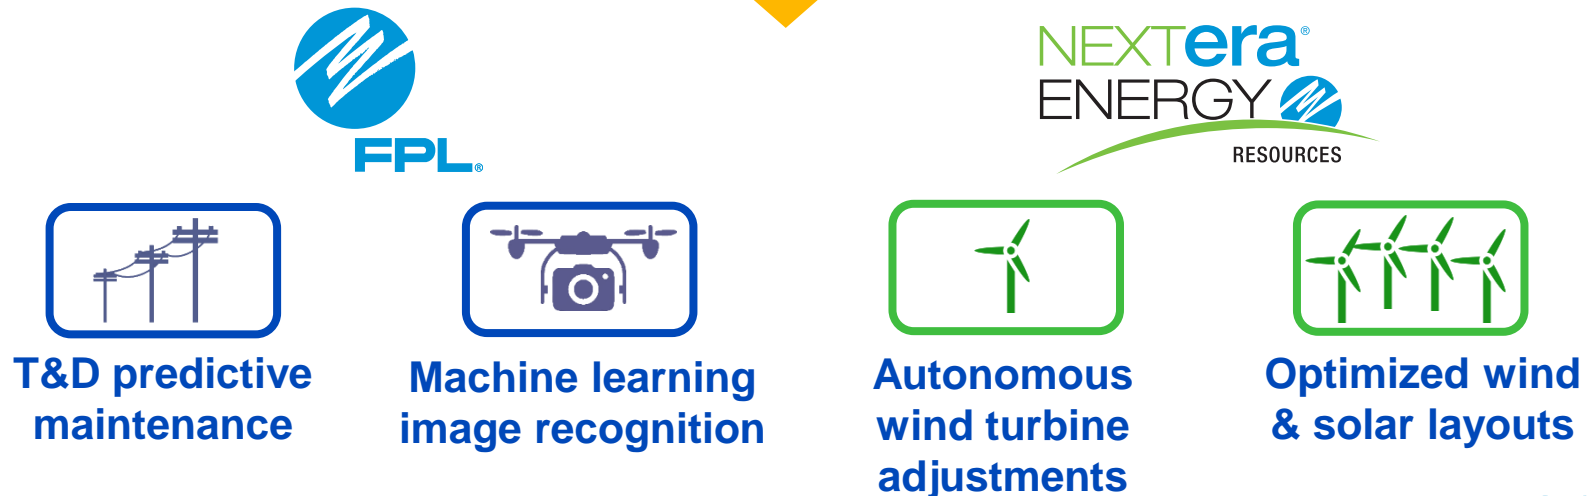 FPL®
NEXTera®
ENERGY
RESOURCES
T&D predictive
maintenance
Machine learning
image recognition
Autonomous
wind turbine
adjustments
Optimized wind
& solar layouts